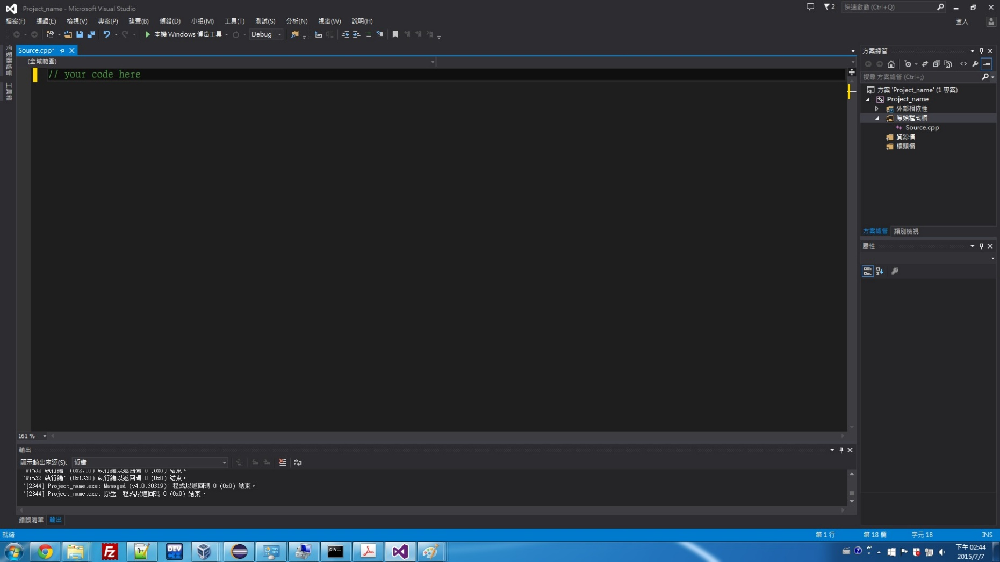 Project_name - Microsoft Visual Studio
2
快速啟動 (Ctrl+Q)
檔案(F) 編輯(E) 檢視(V) 專案(P) 建置(B) 偵錯(D) 小組(M) 工具(T) 測試(S) 分析(N) 視窗(W) 說明(H)
登入
本機 Windows 偵錯工具 Debug
伺服器總管
工具箱
Source.cpp*
(全域範圍)
// your code here
方案總管
搜尋 方案總管 (Ctrl+;)
方案 'Project_name' (1 專案)
Project_name
外部相依性
原始程式檔
Source.cpp
資源檔
標頭檔
方案總管 類別檢視
屬性
161 %
輸出
顯示輸出來源(S): 偵錯
'Win32 執行緒' (0x2710) 執行緒以返回碼 0 (0x0) 結束。
'Win32 執行緒' (0x1338) 執行緒以返回碼 0 (0x0) 結束。
'[2344] Project_name.exe: Managed (v4.0.30319)' 程式以返回碼 0 (0x0) 結束。
'[2344] Project_name.exe: 原生' 程式以返回碼 0 (0x0) 結束。
錯誤清單 輸出
就緒
第 1 行 第 18 欄 字元 18 INS
DEV
下午 02:44
2015/7/7